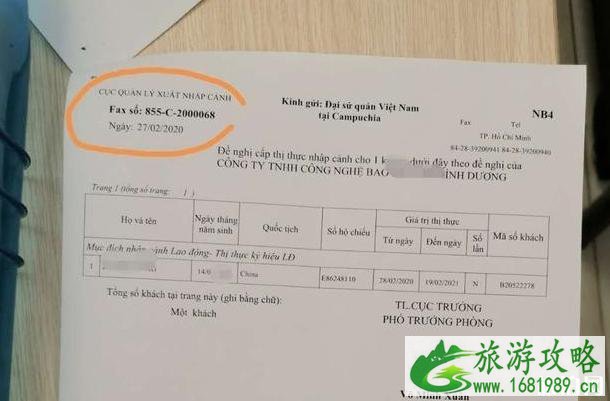 CỤC QUẢN LÝ XUẤT NHẬP CẢNH
Fax số: 855-C-2000068
Ngày: 27/02/2020
Kính gửi: Đại sứ quán Việt Nam
tại Campuchia
NB4
Fax Tel
TP. Hồ Chí Minh
84-28-39200941 84-28-39200940
Đề nghị cấp thị thực nhập cảnh cho 1 dưới đây theo đề nghị của
CÔNG TY TNHH CÔNG NGHỆ BAO ÌNH DƯƠNG
Trang 1 (tổng số trang: 1 )
Họ và tên
Ngày tháng
năm sinh
Quốc tịch
Số hộ chiếu
Giá trị thị thực
Từ ngày
Đến ngày
Số
lần
Mã số khách
Mục đích nhập cảnh Lao động- Thị thực ký hiệu LĐ
1 14/0 China E86248110 28/02/2020 19/02/2021 N B20522278
Tổng số khách tại trang này (ghi bằng chữ):
Một khách
TL.CỤC TRƯỞNG
PHÓ TRƯỞNG PHÒNG
Xuân
旅游攻略
www.1681989.cn